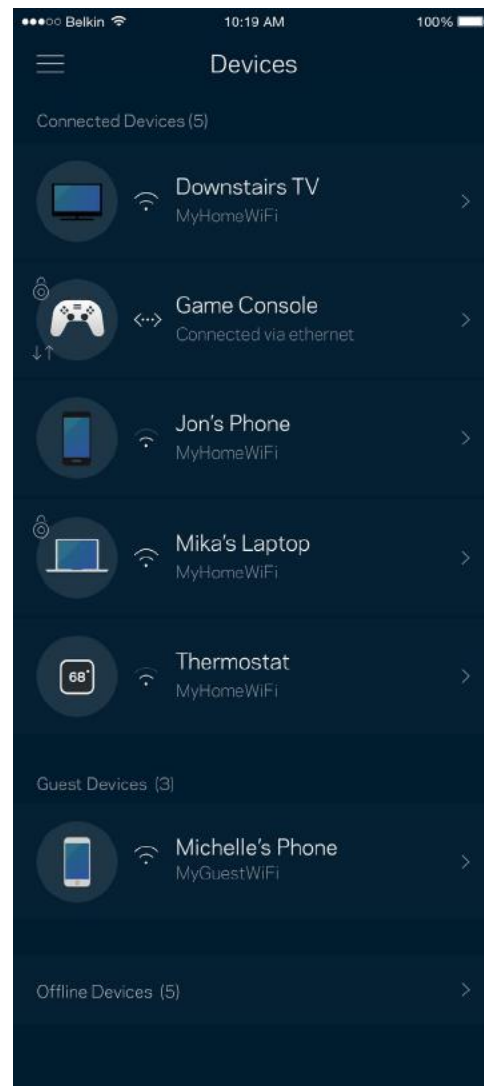 Belkin 10:19 AM 100%
Devices
Connected Devices (5)
Downstairs TV
MyHomeWiFi
Game Console
Connected via ethernet
Jon's Phone
MyHomeWiFi
Mika's Laptop
MyHomeWiFi
68°
Thermostat
MyHomeWiFi
Guest Devices (3)
Michelle's Phone
MyGuestWiFi
Offline Devices (5)